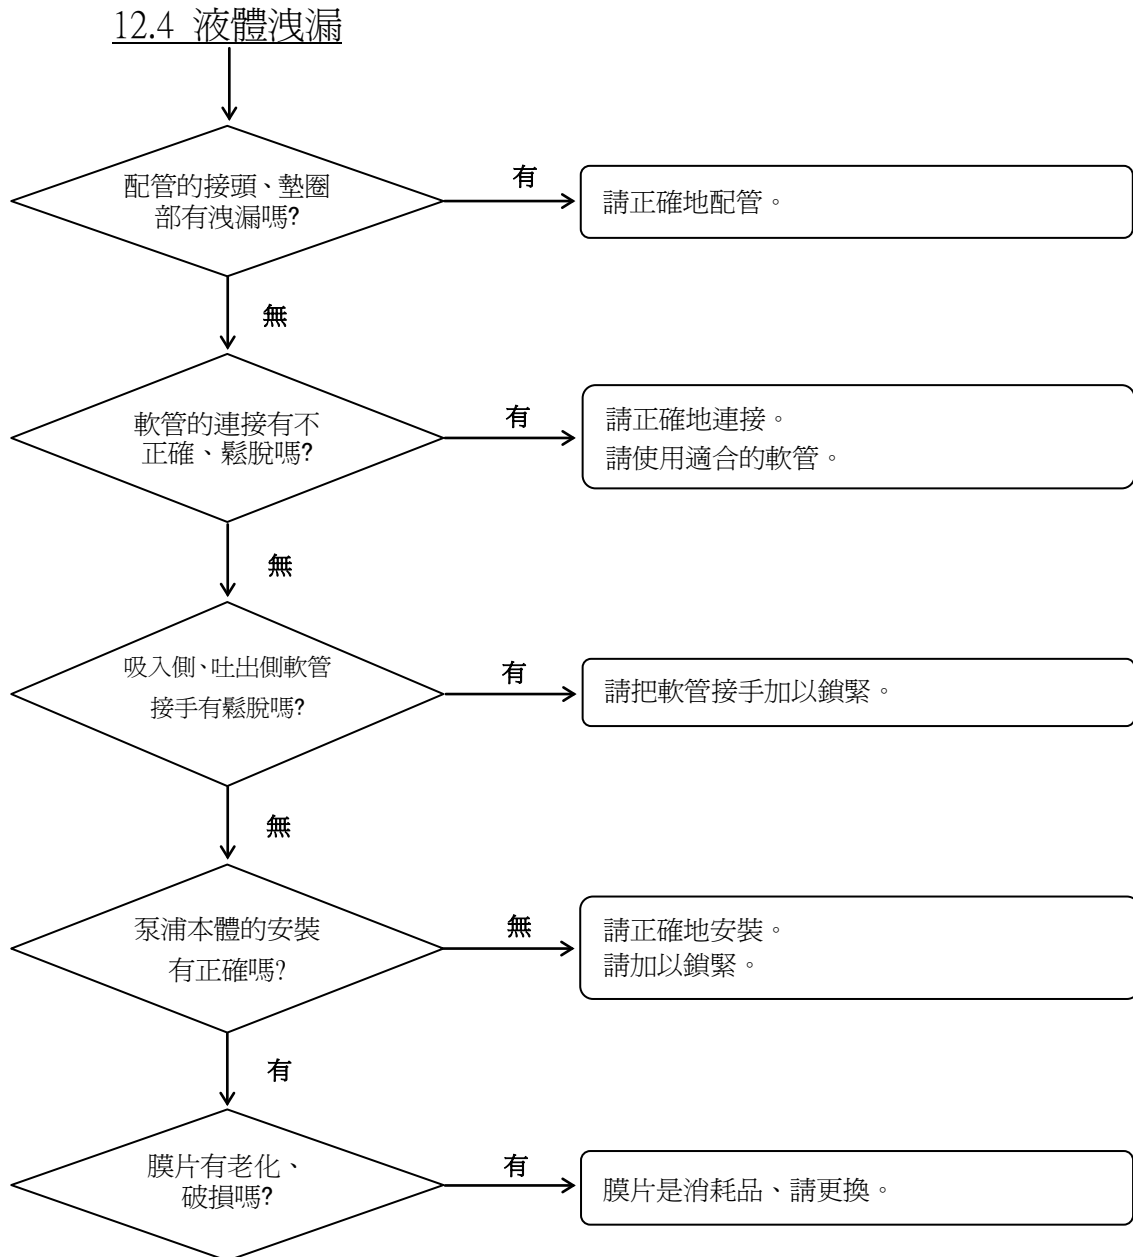 12.4 液體洩漏
配管的接頭、墊圈
部有洩漏嗎?
有
請正確地配管。
無
軟管的連接有不
正確、鬆脫嗎?
有
請正確地連接。
請使用適合的軟管。
無
吸入側、吐出側軟管
接手有鬆脫嗎?
有
請把軟管接手加以鎖緊。
無
泵浦本體的安裝
有正確嗎?
無
請正確地安裝。
請加以鎖緊。
有
膜片有老化、
破損嗎?
有
膜片是消耗品、請更換。